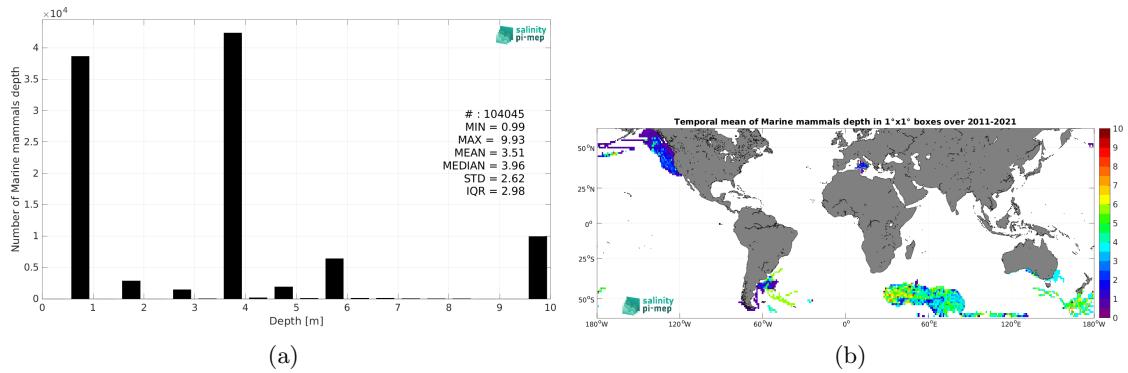 ×10⁴
salinity
pi-mep
4
3.5
3
2.5
2
1.5
1
0.5
0
Number of Marine mammals depth
# : 104045
MIN = 0.99
MAX = 9.93
MEAN = 3.51
MEDIAN = 3.96
STD = 2.62
IQR = 2.98
0 1 2 3 4 5 6 7 8 9 10
Depth [m]
(a)
Temporal mean of Marine mammals depth in 1°x1° boxes over 2011-2021
50°N
25°N
0°
25°S
50°S
180°W 120°W 60°W 0° 60°E 120°E 180°W
salinity
pi-mep
10
9
8
7
6
5
4
3
2
1
0
(b)